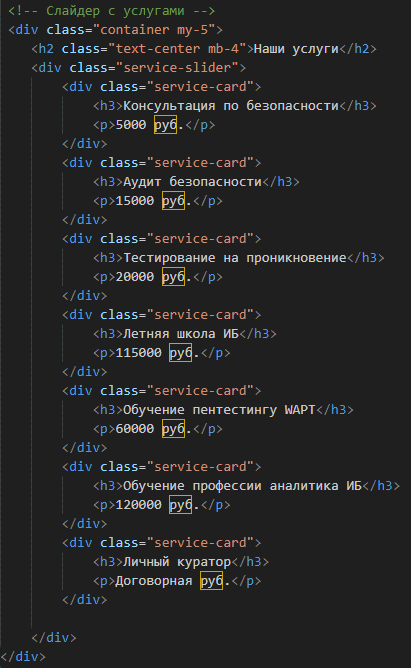 <!-- Слайдер с услугами -->
<div class="container my-5">
<h2 class="text-center mb-4">Наши услуги</h2>
<div class="service-slider">
<div class="service-card">
<h3>Консультация по безопасности</h3>
<p>5000 руб.</p>
</div>
<div class="service-card">
<h3>Аудит безопасности</h3>
<p>15000 руб.</p>
</div>
<div class="service-card">
<h3>Тестирование на проникновение</h3>
<p>20000 руб.</p>
</div>
<div class="service-card">
<h3>Летняя школа ИБ</h3>
<p>115000 руб.</p>
</div>
<div class="service-card">
<h3>Обучение пентестингу WAPT</h3>
<p>60000 руб.</p>
</div>
<div class="service-card">
<h3>Обучение профессии аналитика ИБ</h3>
<p>120000 руб.</p>
</div>
<div class="service-card">
<h3>Личный куратор</h3>
<p>Договорная руб.</p>
</div>
</div>
</div>